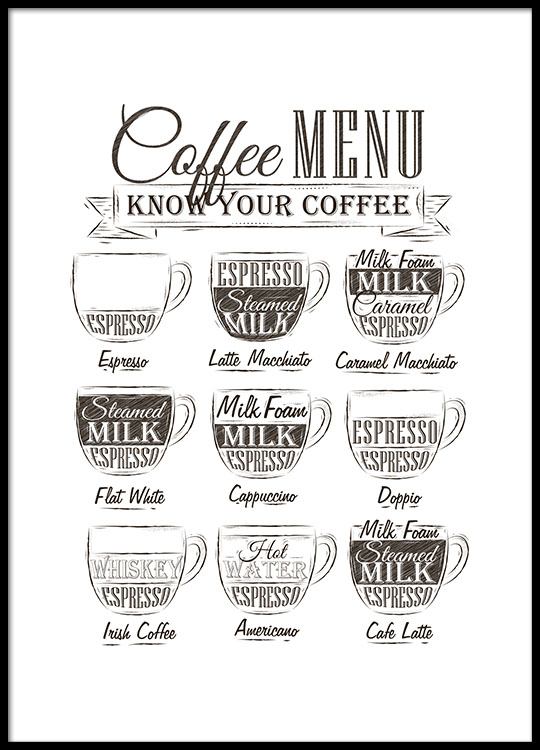 Coffee MENU
KNOW YOUR COFFEE
ESPRESSO
Espresso
ESPRESSO
Steamed
MILK
Latte Macchiato
Milk Foam
MILK
Caramel
ESPRESSO
Caramel Macchiato
Steamed
MILK
ESPRESSO
Flat White
Milk Foam
MILK
ESPRESSO
Cappuccino
ESPRESSO
ESPRESSO
Doppio
WHISKEY
ESPRESSO
Irish Coffee
Hot
WATER
ESPRESSO
Americano
Milk Foam
Steamed
MILK
ESPRESSO
Cafe Latte